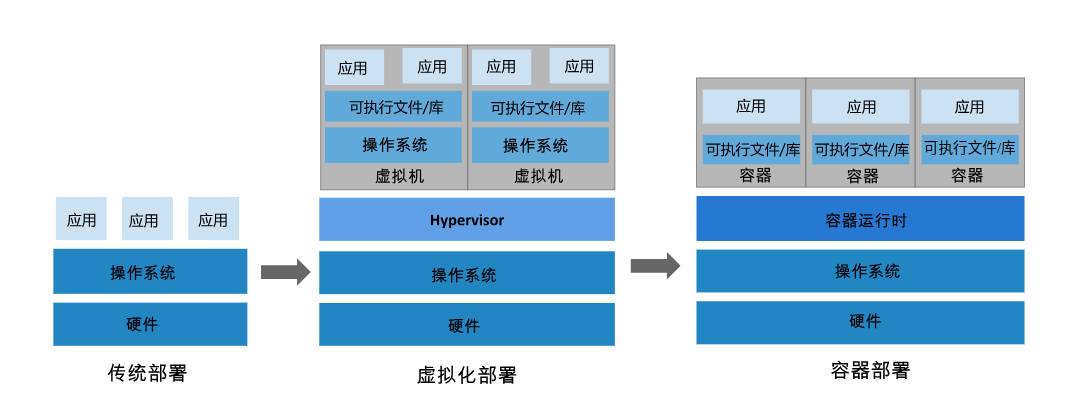 应用
应用
应用
操作系统
硬件
传统部署
应用
应用
应用
应用
可执行文件/库
可执行文件/库
操作系统
操作系统
虚拟机
虚拟机
Hypervisor
操作系统
硬件
虚拟化部署
应用
应用
应用
可执行文件/库
可执行文件/库
可执行文件/库
容器
容器
容器
容器运行时
操作系统
硬件
容器部署